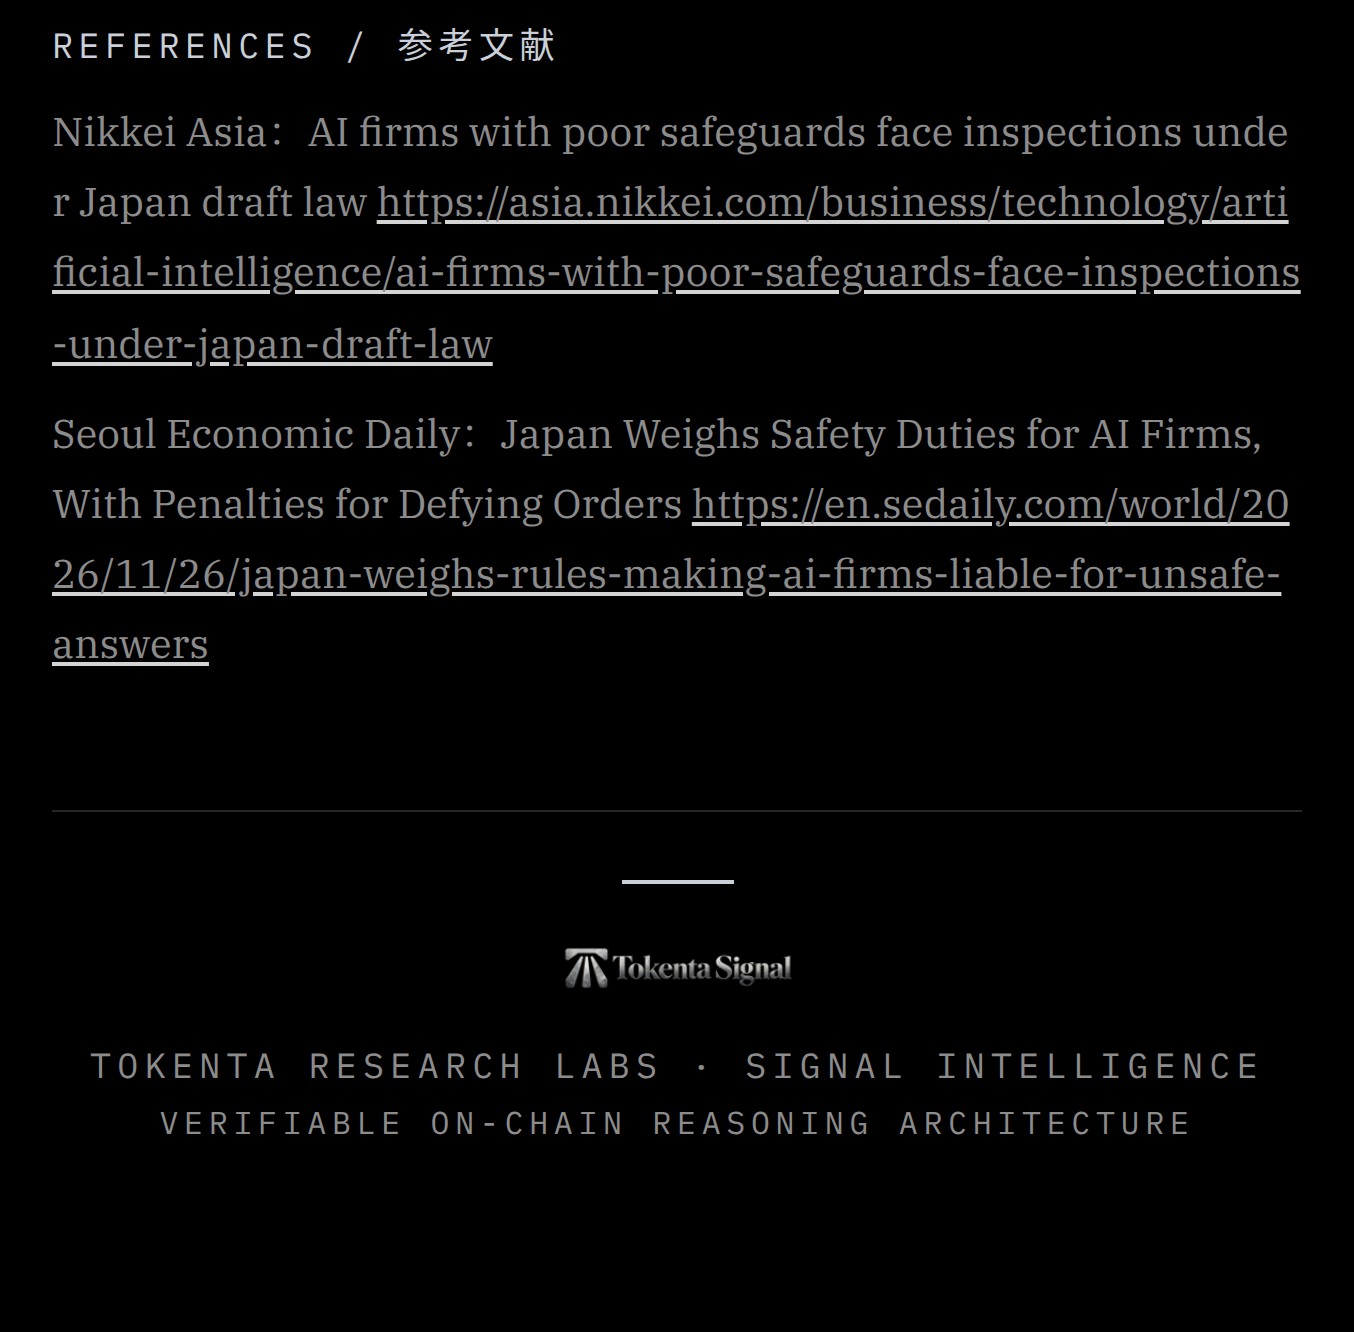 REFERENCES / 参考文献
Nikkei Asia： AI firms with poor safeguards face inspections unde
r Japan draft law https://asia.nikkei.com/business/technology/arti
ficial-intelligence/ai-firms-with-poor-safeguards-face-inspections
-under-japan-draft-law
Seoul Economic Daily： Japan Weighs Safety Duties for AI Firms,
With Penalties for Defying Orders https://en.sedaily.com/world/20
26/11/26/japan-weighs-rules-making-ai-firms-liable-for-unsafe-
answers
Tokenta Signal
TOKENTA RESEARCH LABS · SIGNAL INTELLIGENCE
VERIFIABLE ON-CHAIN REASONING ARCHITECTURE